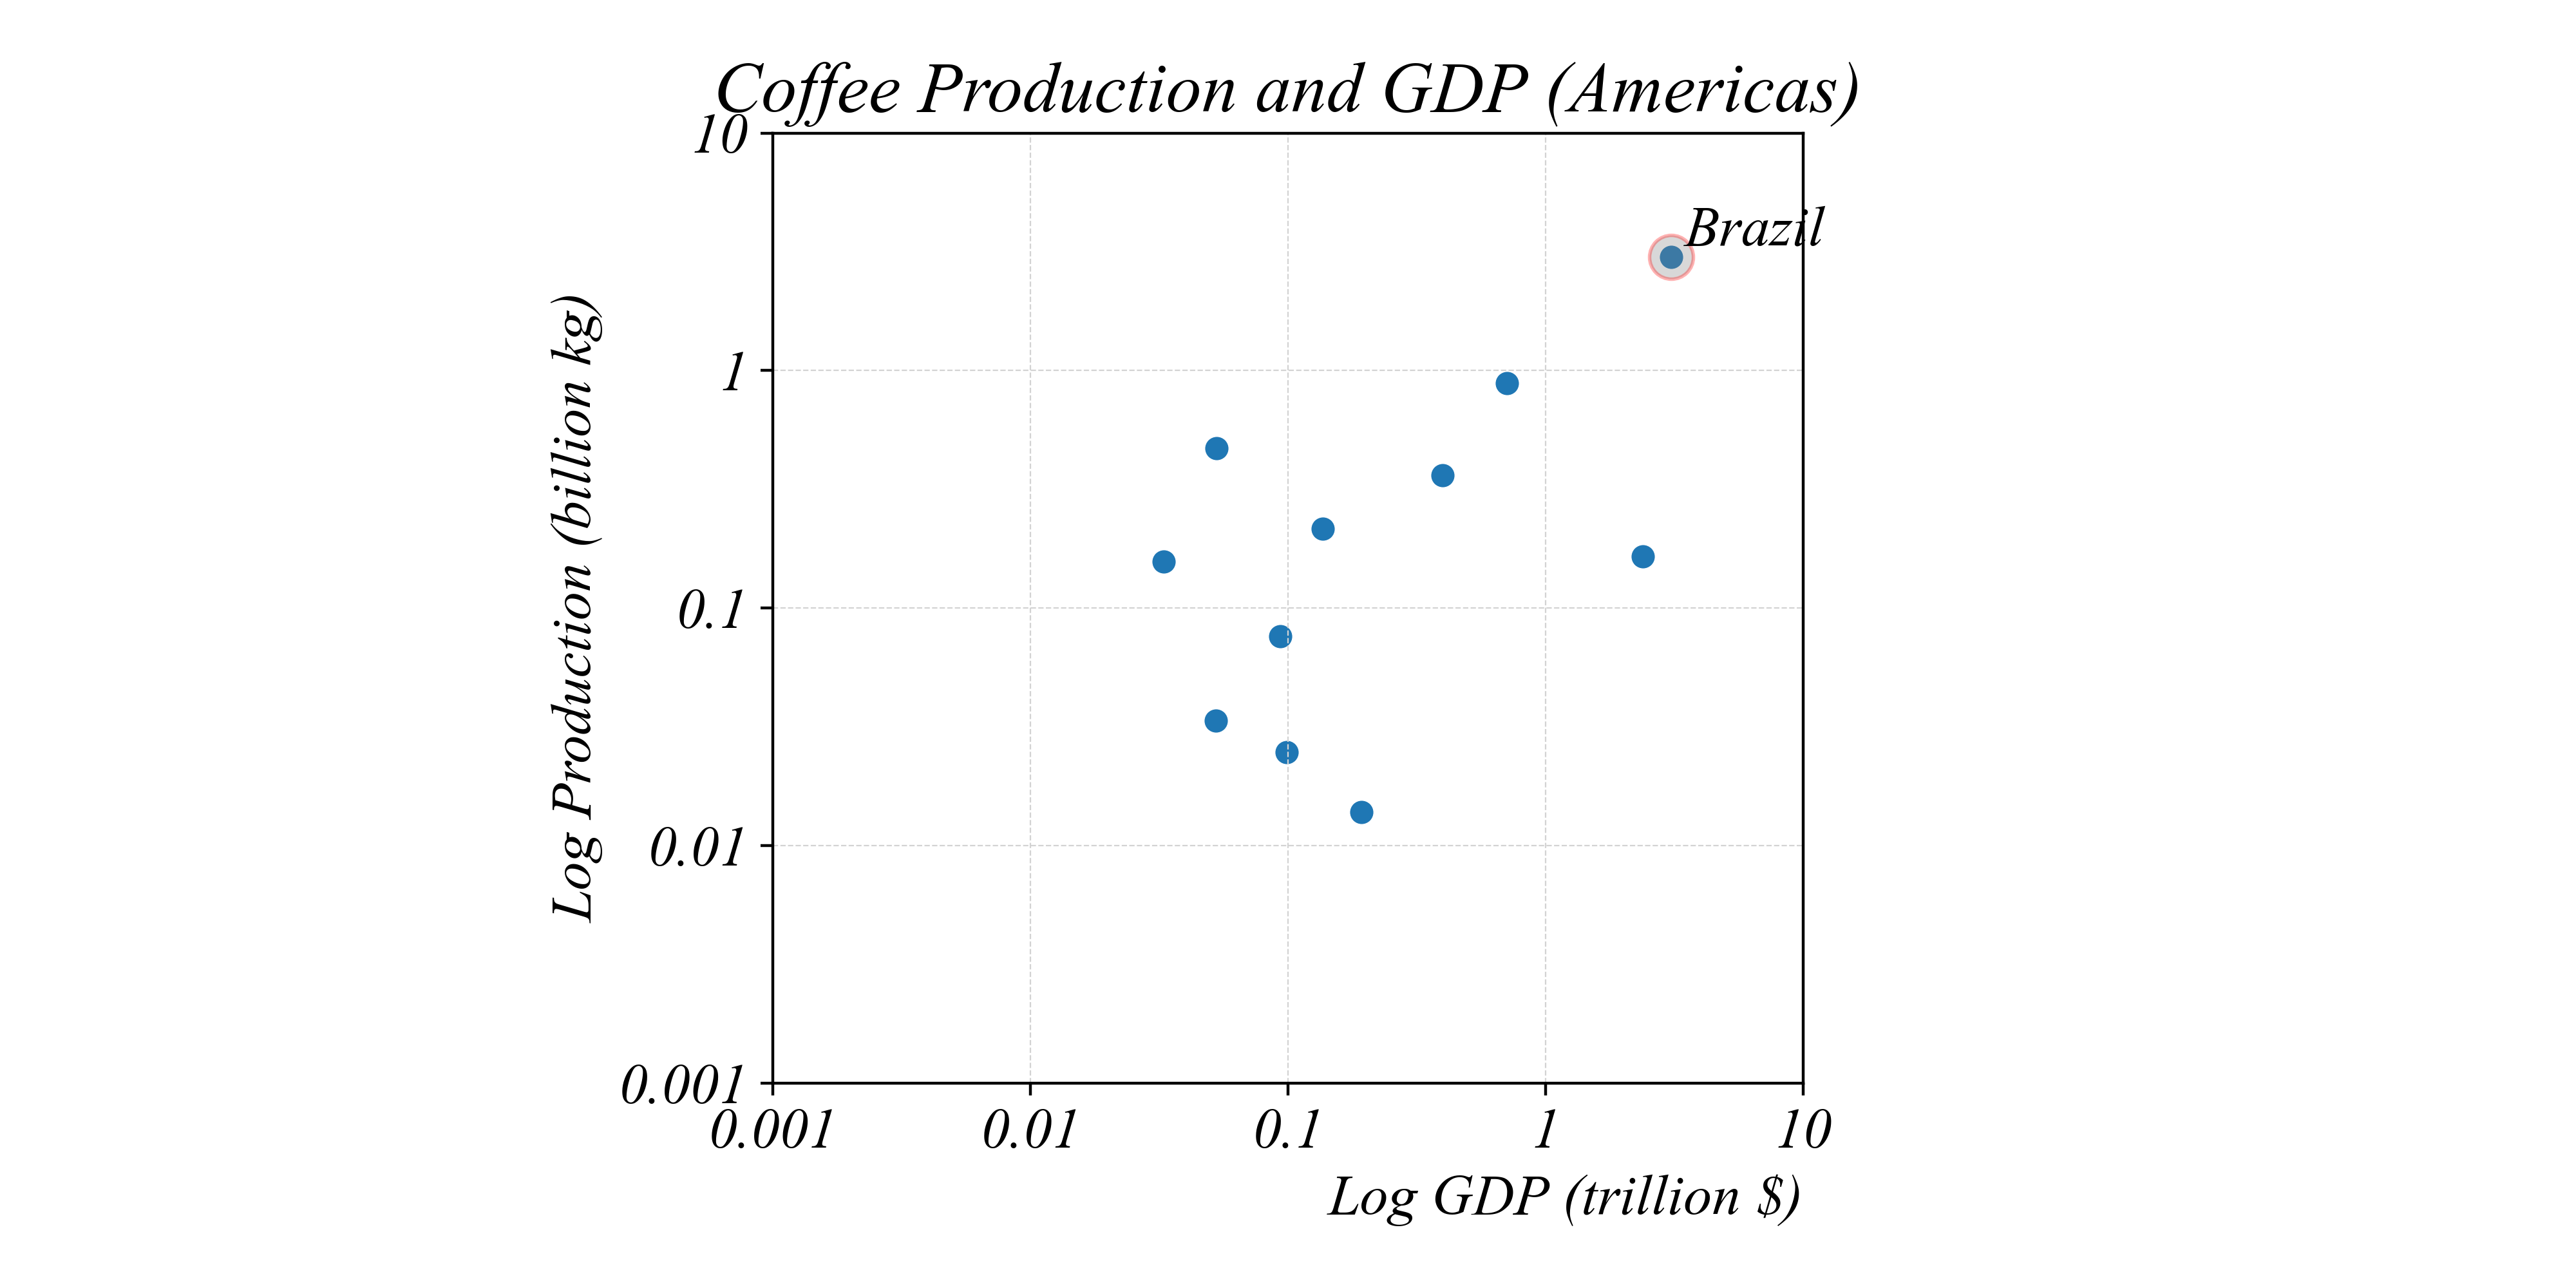 Coffee Production and GDP (Americas)
10
Brazil
1
0.1
0.01
0.001
Log Production (billion kg)
0.001 0.01 0.1 1 10
Log GDP (trillion $)